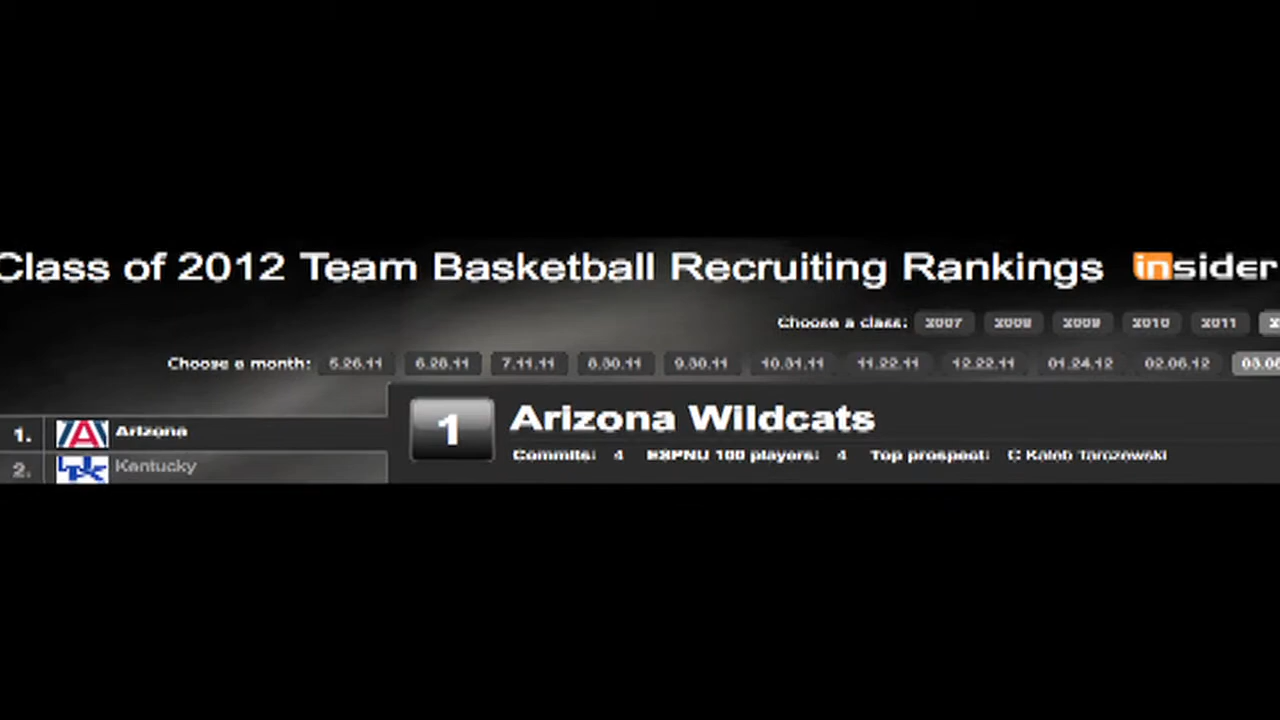 Class of 2012 Team Basketball Recruiting Rankings insider
Choose a class: 2007 2008 2009 2010 2011
Choose a month: 5.26.11 6.28.11 7.11.11 8.30.11 9.30.11 10.31.11 11.22.11 12.22.11 01.24.12 02.06.12
1. Arizona
2. Kentucky
1 Arizona Wildcats
Commits: 4 ESPNU 100 players: 4 Top prospect: C Kaleb Tarczewski